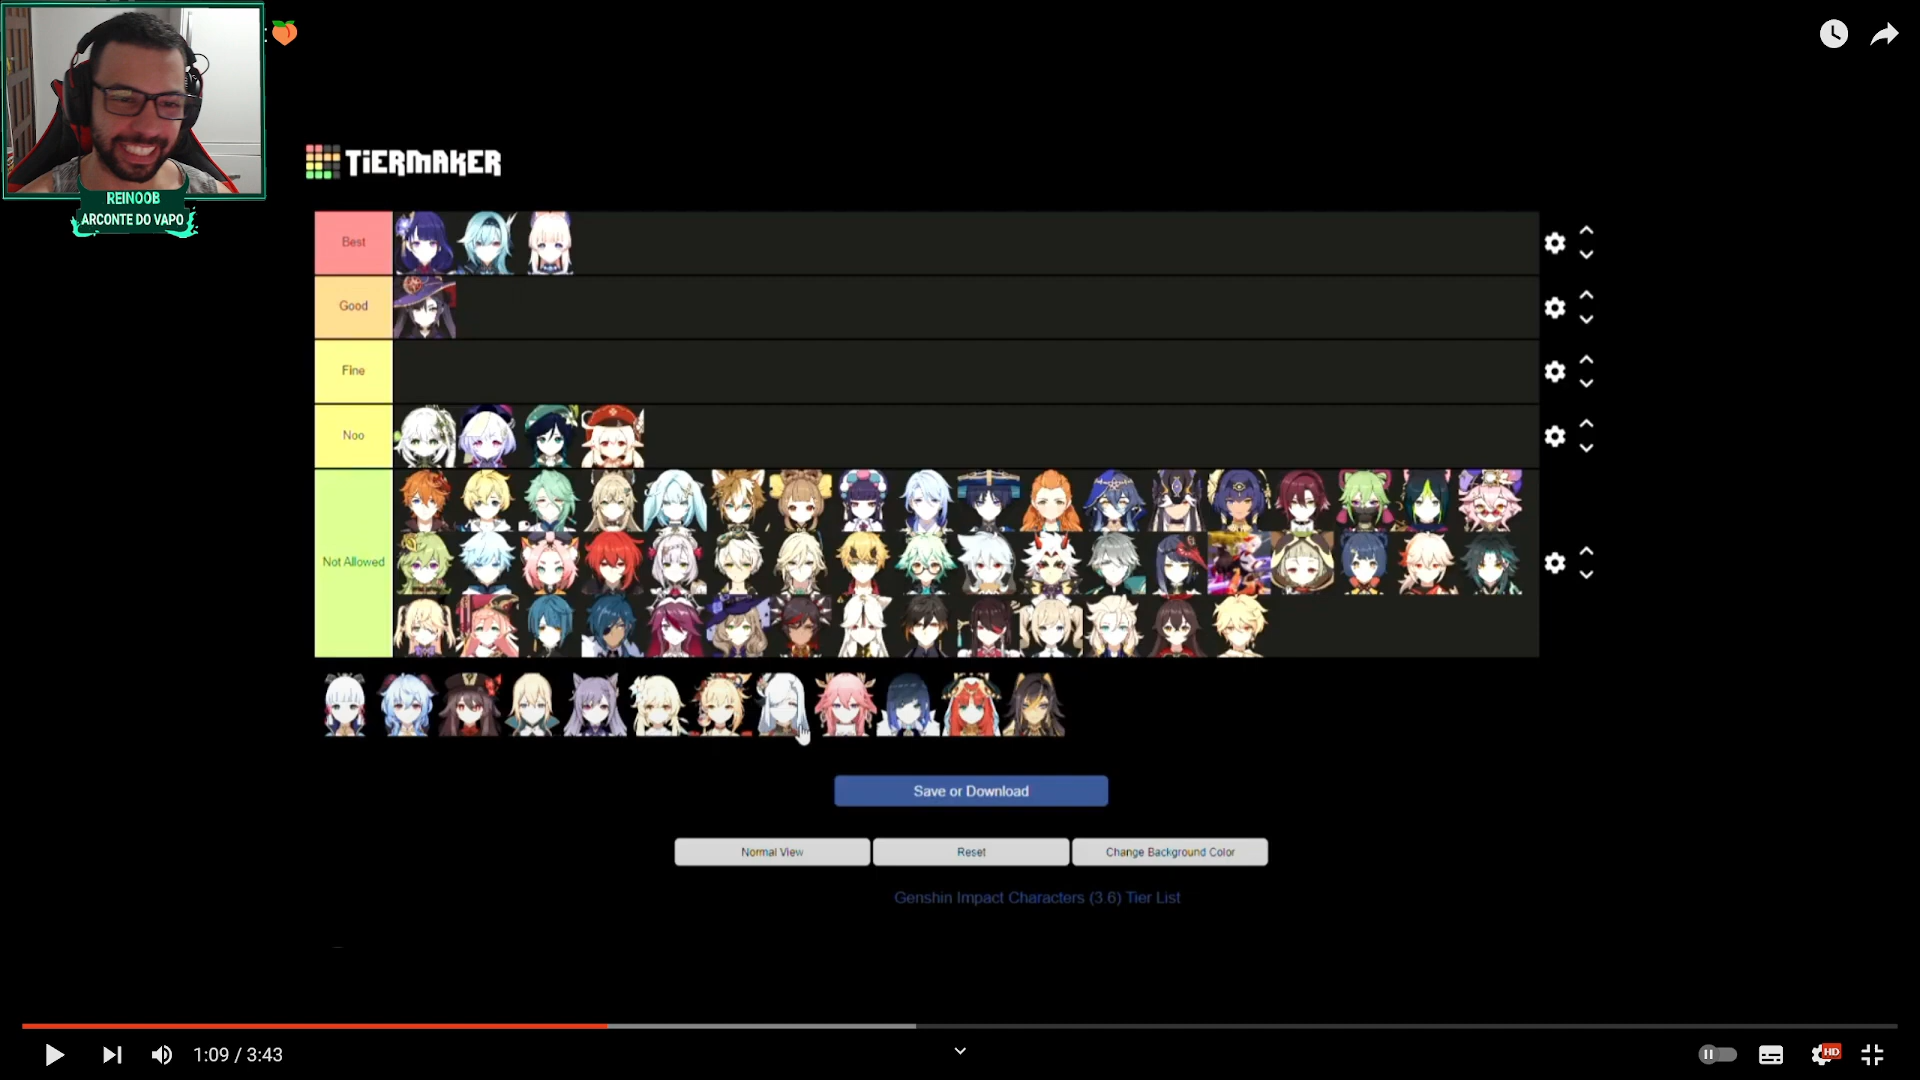 REINOOB
ARCONTE DO VAPO
TiERMAKER
Best
Good
Fine
Noo
Not Allowed
Save or Download
Normal View
Reset
Change Background Color
Genshin Impact Characters (3.6) Tier List
1:09 / 3:43
HD